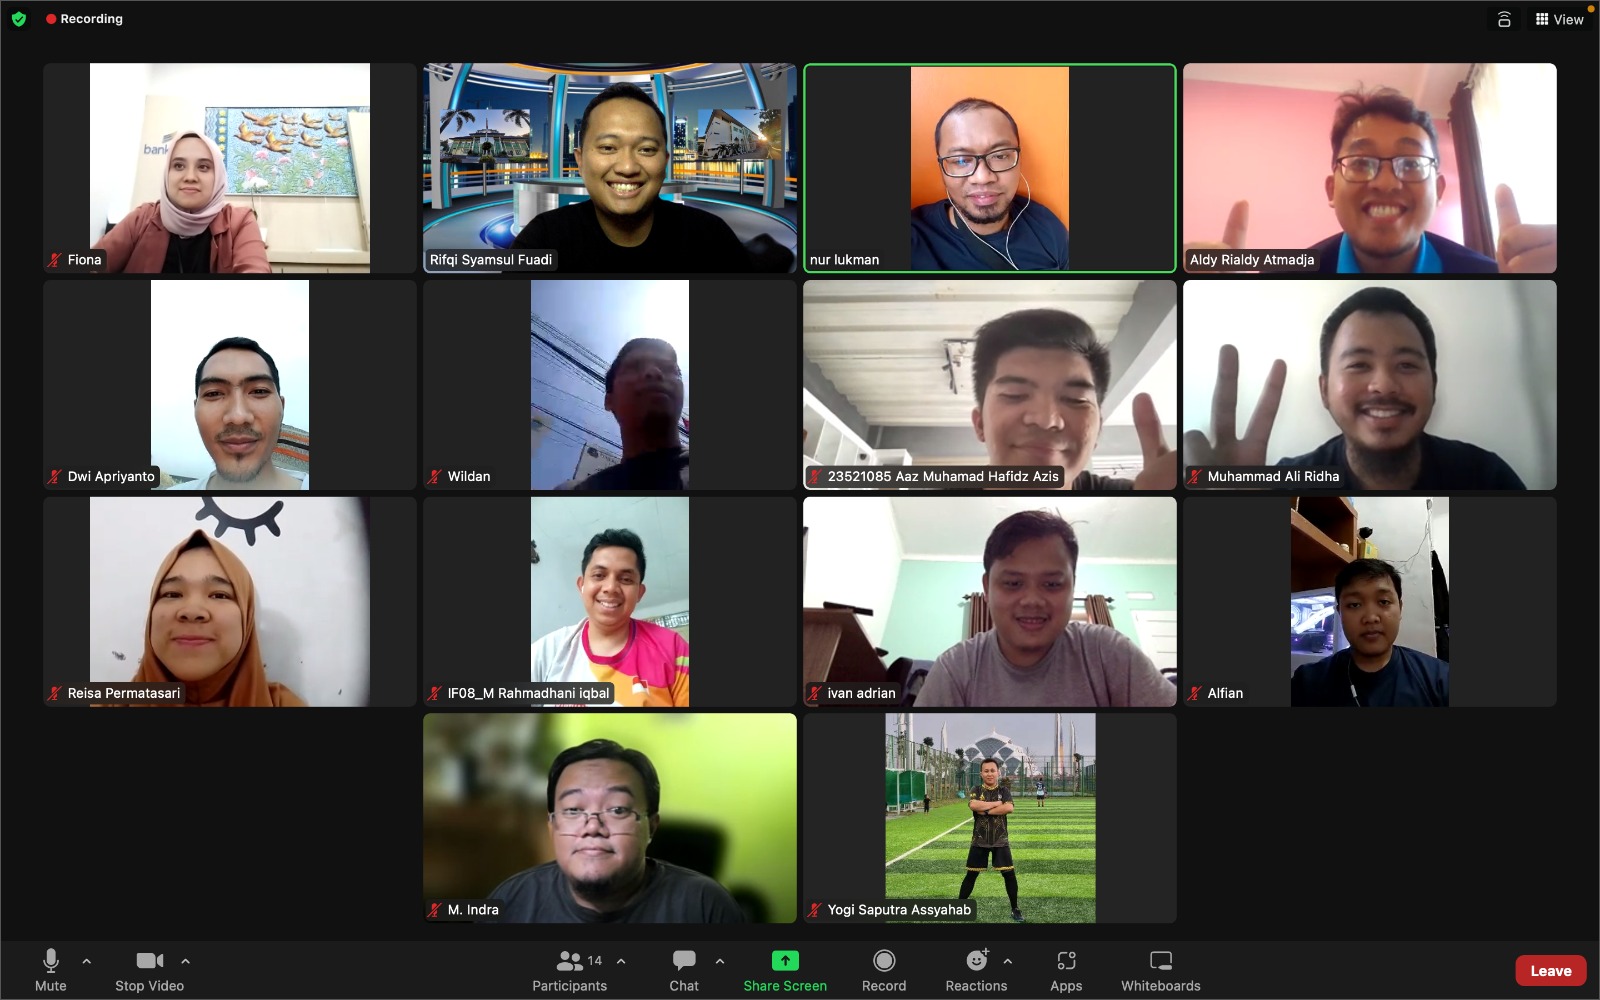 Recording
View
bank
Fiona
Rifqi Syamsul Fuadi
nur lukman
Aldy Rialdy Atmadja
Dwi Apriyanto
Wildan
23521085 Aaz Muhamad Hafidz Azis
Muhammad Ali Ridha
Reisa Permatasari
IF08_M Rahmadhani iqbal
ivan adrian
Alfian
M. Indra
Yogi Saputra Assyahab
Mute
Stop Video
14
Participants
Chat
Share Screen
Record
Reactions
Apps
Whiteboards
Leave